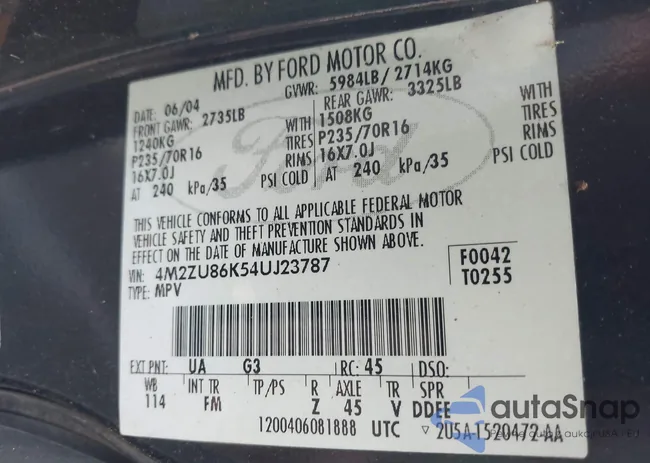 MFD. BY FORD MOTOR CO.
DATE: 06/04 GVWR: 5984LB/ 2714KG
FRONT GAWR: 2735LB REAR GAWR: 3325LB
1240KG WITH 1508KG WITH
P235/70R16 TIRES P235/70R16 TIRES
16X7.0J RIMS 16X7.0J RIMS
AT 240 kPa/35 PSI COLD AT 240 kPa/35 PSI COLD
THIS VEHICLE CONFORMS TO ALL APPLICABLE FEDERAL MOTOR
VEHICLE SAFETY AND THEFT PREVENTION STANDARDS IN
EFFECT ON THE DATE OF MANUFACTURE SHOWN ABOVE.
4M2ZU86K54UJ23787 F0042
TYPE: MPV T0255
EXT PNT: UA G3 RC: 45 DSO:
WB INT TR TP/PS R AXLE TR SPR
114 FM Z 45 V DDEE
1200406081888 UTC ▽ 2U5A-1520472-AA
Ford
autoSnap